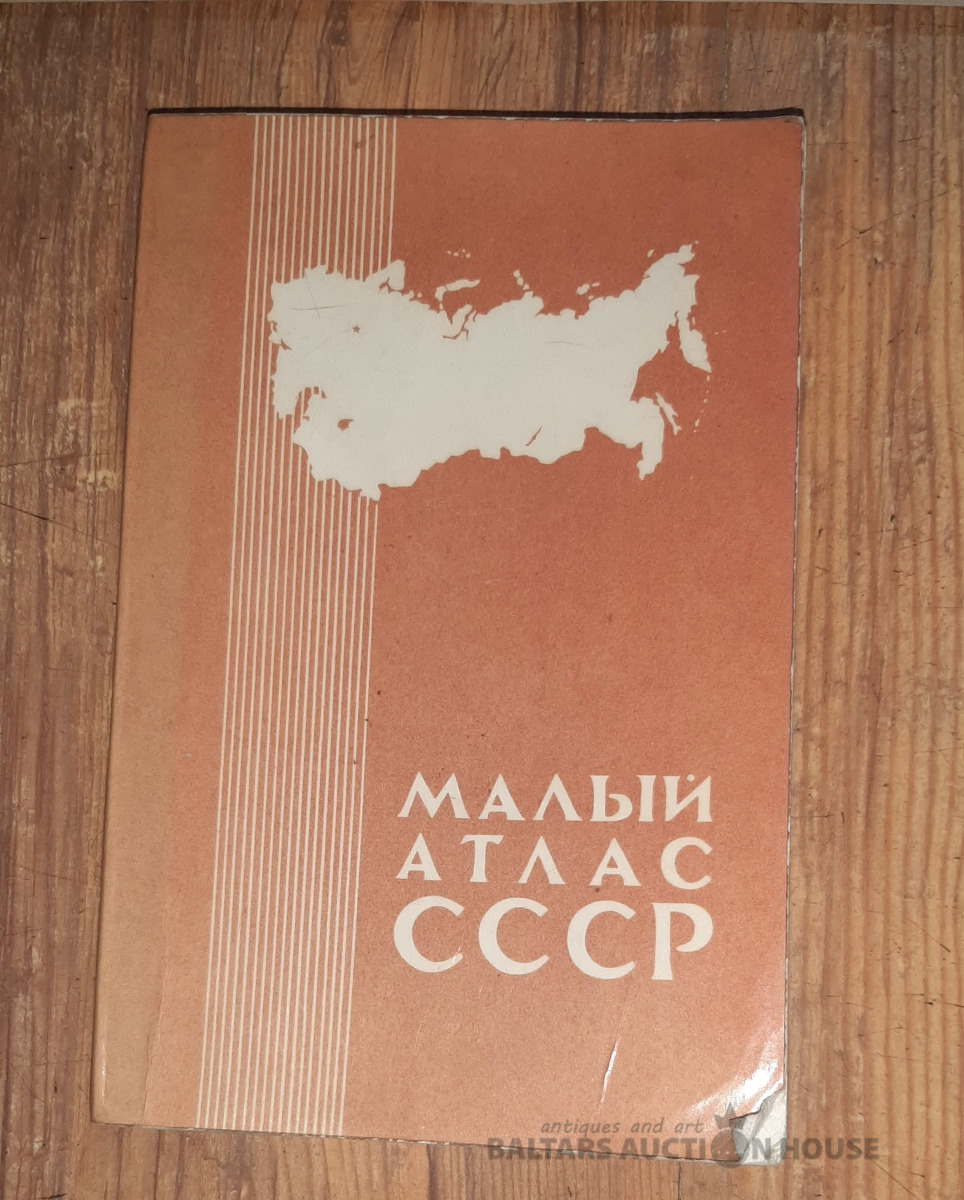 МАЛЫЙ
АТЛАС
СССР
antiques and art
BALTARS AUCTION HOUSE